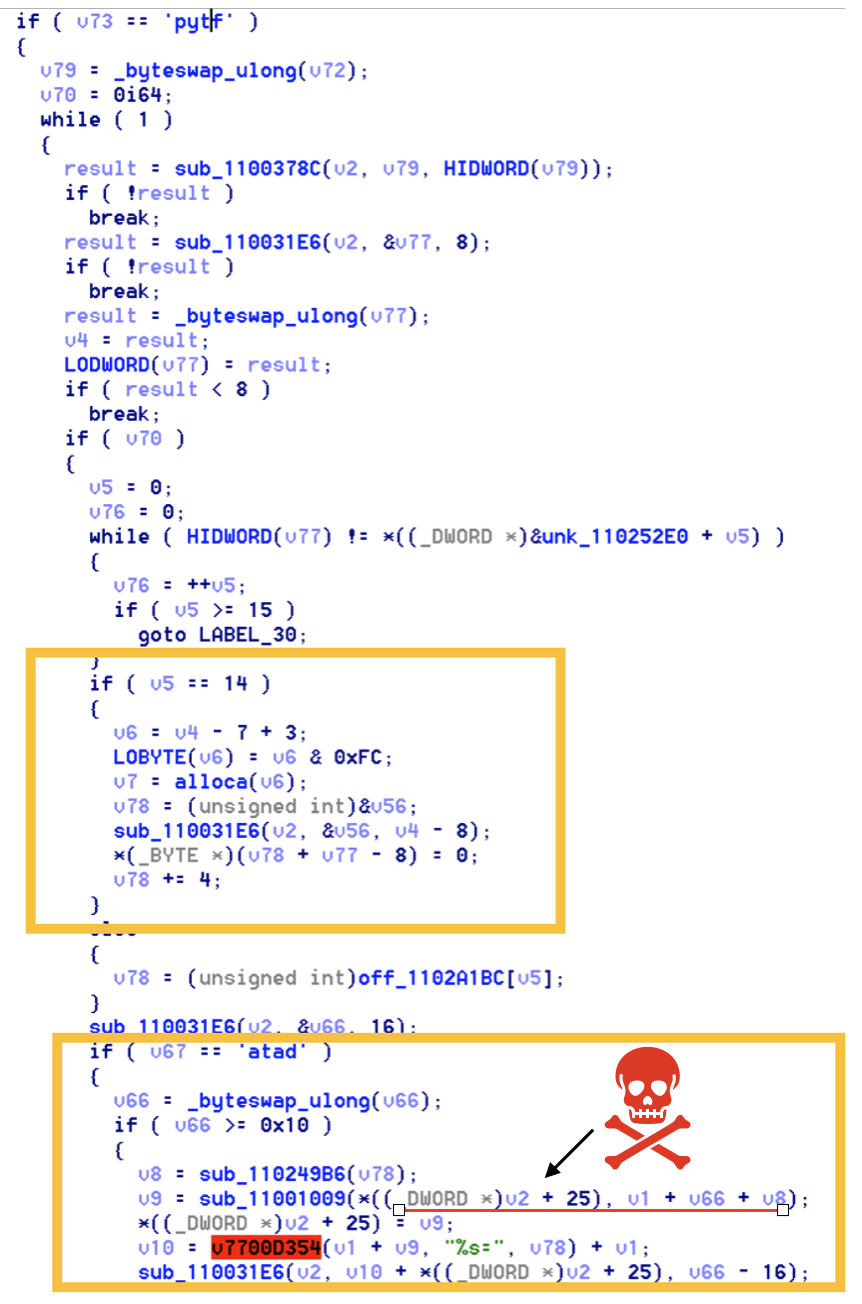 if ( v73 == 'pytf' )
{
v79 = _byteswap_ulong(v72);
v70 = 0i64;
while ( 1 )
{
result = sub_1100378C(v2, v79, HIDWORD(v79));
if ( !result )
break;
result = sub_110031E6(v2, &v77, 8);
if ( !result )
break;
result = _byteswap_ulong(v77);
v4 = result;
LODWORD(v77) = result;
if ( result < 8 )
break;
if ( v70 )
{
v5 = 0;
v76 = 0;
while ( HIDWORD(v77) != *((_DWORD *)&unk_110252E0 + v5) )
{
v76 = ++v5;
if ( v5 >= 15 )
goto LABEL_30;
}
if ( v5 == 14 )
{
v6 = v4 - 7 + 3;
LOBYTE(v6) = v6 & 0xFC;
v7 = alloca(v6);
v78 = (unsigned int)&v56;
sub_110031E6(v2, &v56, v4 - 8);
*(_BYTE *)(v78 + v77 - 8) = 0;
v78 += 4;
}
else
{
v78 = (unsigned int)off_1102A1BC[v5];
}
sub_110031E6(v2, &v66, 16);
if ( v67 == 'atad' )
{
v66 = _byteswap_ulong(v66);
if ( v66 >= 0x10 )
{
v8 = sub_110249B6(v78);
v9 = sub_11001009(*((_DWORD *)v2 + 25), v1 + v66 + v8);
*((_DWORD *)v2 + 25) = v9;
v10 = v7700D354(v1 + v9, "%s=", v78) + v1;
sub_110031E6(v2, v10 + *((_DWORD *)v2 + 25), v66 - 16);